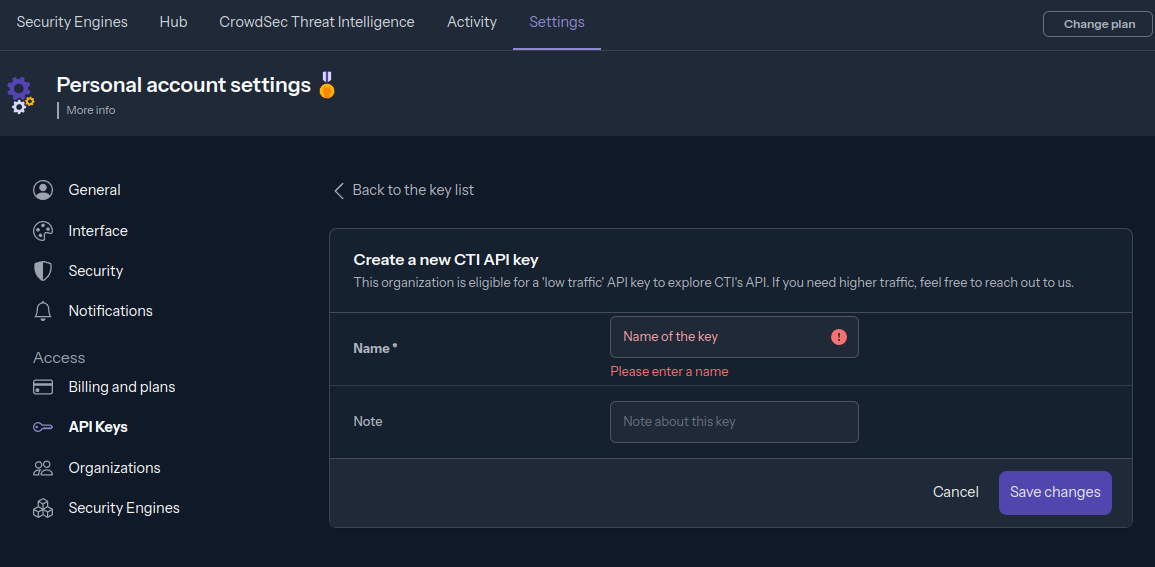 Security Engines Hub CrowdSec Threat Intelligence Activity Settings Change plan
Personal account settings
More info
General
Interface
Security
Notifications
Access
Billing and plans
API Keys
Organizations
Security Engines
Back to the key list
Create a new CTI API key
This organization is eligible for a 'low traffic' API key to explore CTI's API. If you need higher traffic, feel free to reach out to us.
Name * Name of the key
Please enter a name
Note Note about this key
Cancel Save changes